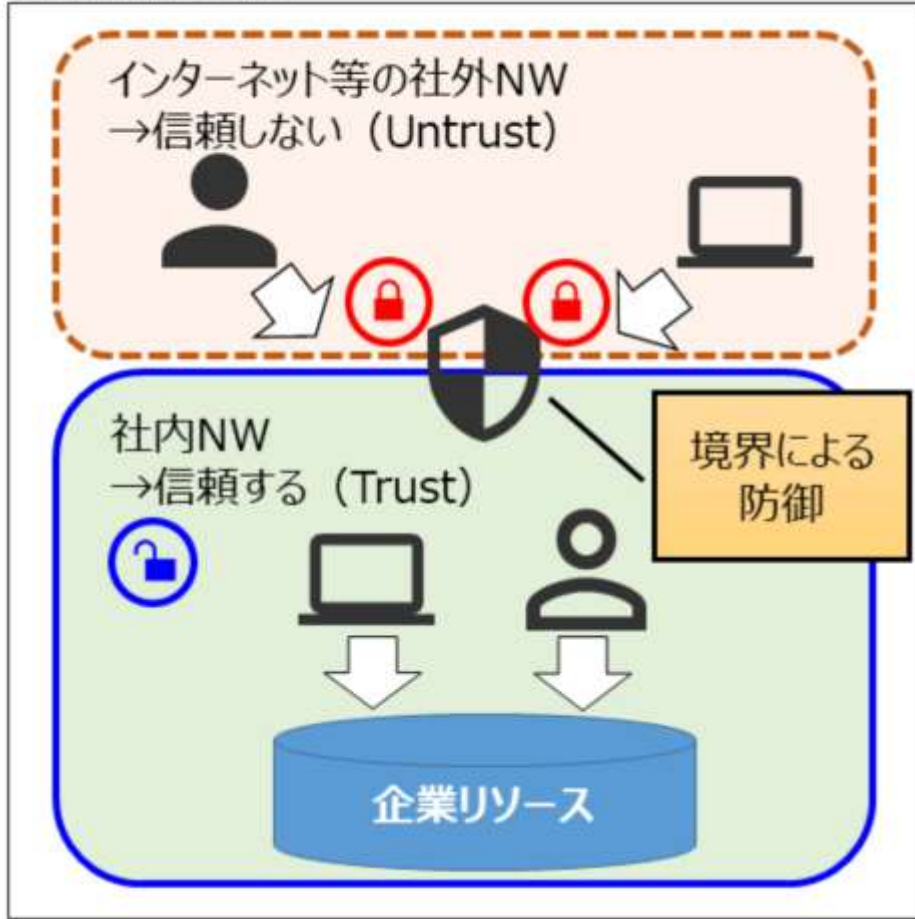 インターネット等の社外NW
→信頼しない（Untrust）
社内NW
→信頼する（Trust）
境界による
防御
企業リソース